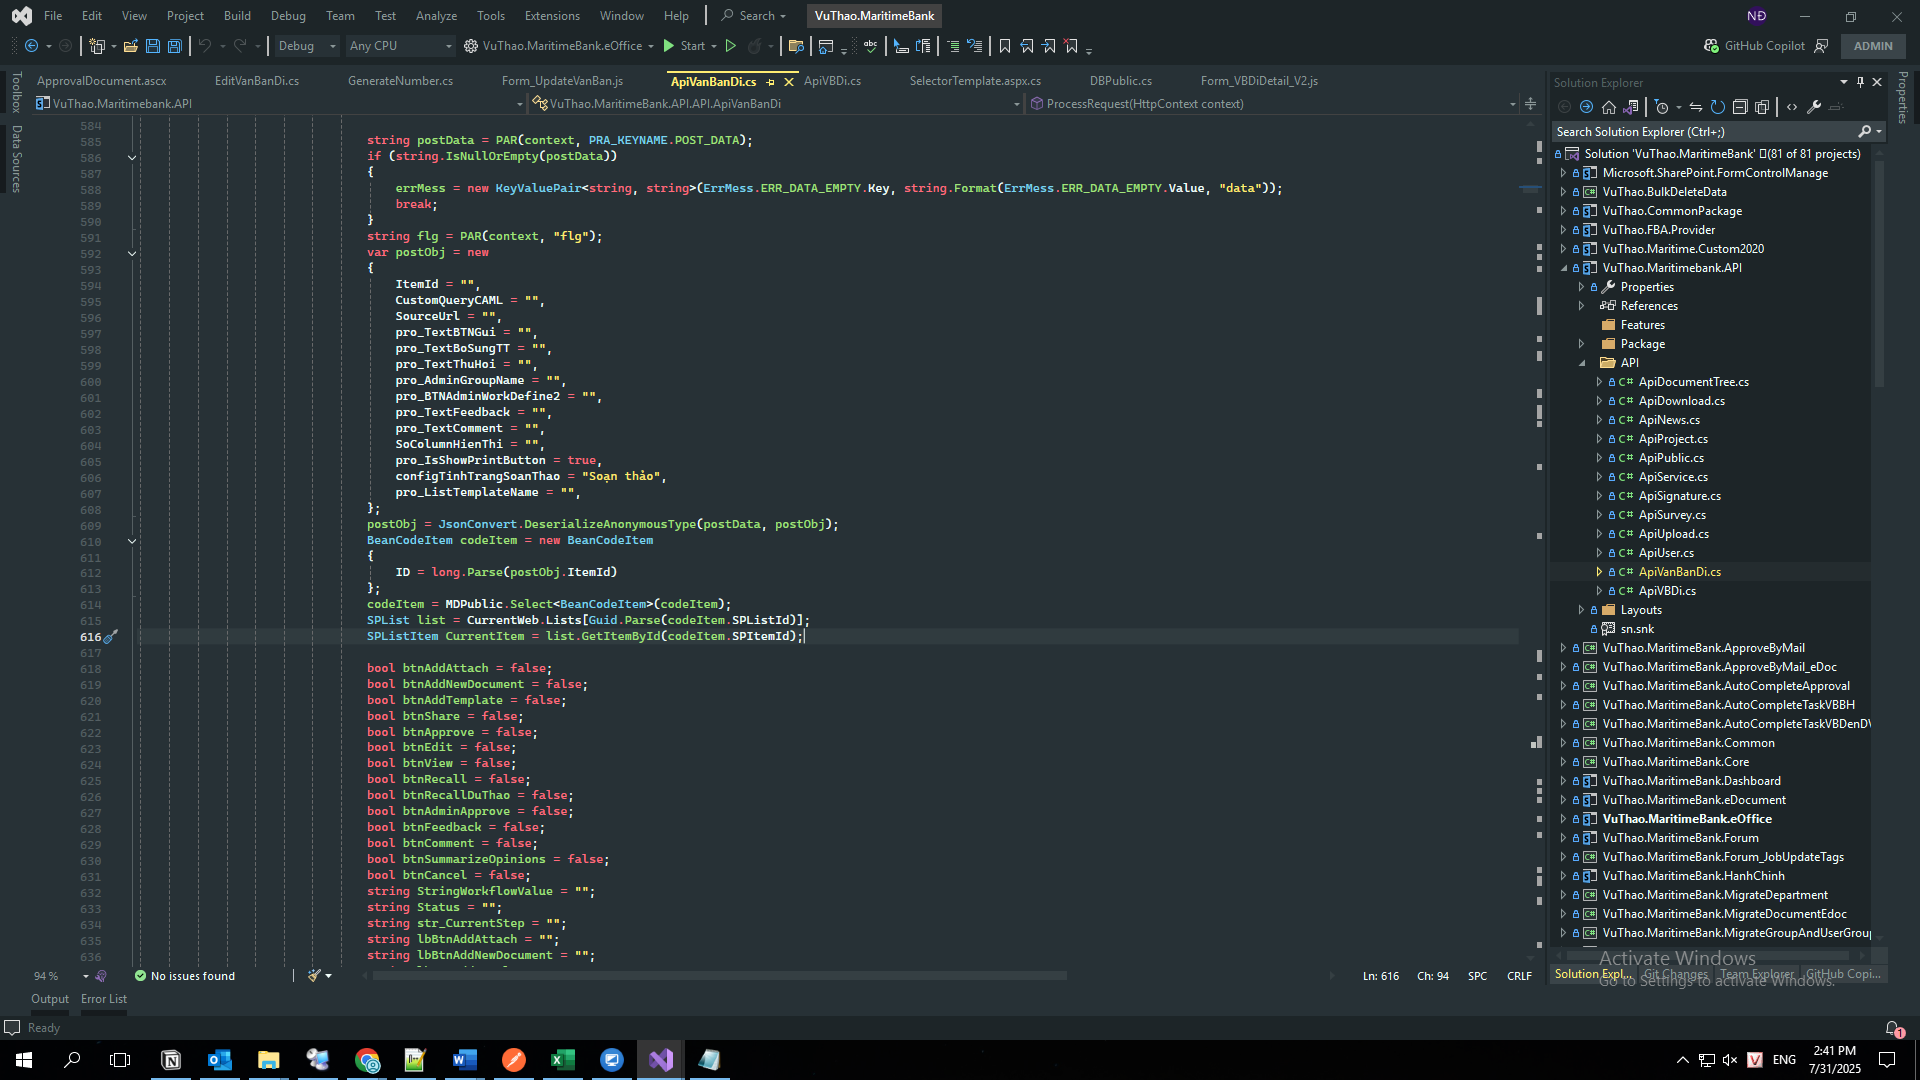 File Edit View Project Build Debug Team Test Analyze Tools Extensions Window Help Search VuThao.MaritimeBank NĐ
Debug Any CPU VuThao.MaritimeBank.eOffice Start GitHub Copilot ADMIN
ApprovalDocument.ascx EditVanBanDi.cs GenerateNumber.cs Form_UpdateVanBan.js ApiVanBanDi.cs ApiVBDi.cs SelectorTemplate.aspx.cs DBPublic.cs Form_VBDiDetail_V2.js
VuThao.Maritimebank.API VuThao.MaritimeBank.API.API.ApiVanBanDi ProcessRequest(HttpContext context)
Toolbox
Data Sources
584
585 string postData = PAR(context, PRA_KEYNAME.POST_DATA);
586 if (string.IsNullOrEmpty(postData))
587 {
588 errMess = new KeyValuePair<string, string>(ErrMess.ERR_DATA_EMPTY.Key, string.Format(ErrMess.ERR_DATA_EMPTY.Value, "data"));
589 break;
590 }
591 string flg = PAR(context, "flg");
592 var postObj = new
593 {
594 ItemId = "",
595 CustomQueryCAML = "",
596 SourceUrl = "",
597 pro_TextBTNGui = "",
598 pro_TextBoSungTT = "",
599 pro_TextThuHoi = "",
600 pro_AdminGroupName = "",
601 pro_BTNAdminWorkDefine2 = "",
602 pro_TextFeedback = "",
603 pro_TextComment = "",
604 SoColumnHienThi = "",
605 pro_IsShowPrintButton = true,
606 configTinhTrangSoanThao = "Soạn thảo",
607 pro_ListTemplateName = "",
608 };
609 postObj = JsonConvert.DeserializeAnonymousType(postData, postObj);
610 BeanCodeItem codeItem = new BeanCodeItem
611 {
612 ID = long.Parse(postObj.ItemId)
613 };
614 codeItem = MDPublic.Select<BeanCodeItem>(codeItem);
615 SPList list = CurrentWeb.Lists[Guid.Parse(codeItem.SPListId)];
616 SPListItem CurrentItem = list.GetItemById(codeItem.SPItemId);
617
618 bool btnAddAttach = false;
619 bool btnAddNewDocument = false;
620 bool btnAddTemplate = false;
621 bool btnShare = false;
622 bool btnApprove = false;
623 bool btnEdit = false;
624 bool btnView = false;
625 bool btnRecall = false;
626 bool btnRecallDuThao = false;
627 bool btnAdminApprove = false;
628 bool btnFeedback = false;
629 bool btnComment = false;
630 bool btnSummarizeOpinions = false;
631 bool btnCancel = false;
632 string StringWorkflowValue = "";
633 string Status = "";
634 string str_CurrentStep = "";
635 string lbBtnAddAttach = "";
636 string lbBtnAddNewDocument = "";
94 % No issues found Ln: 616 Ch: 94 SPC CRLF
Output Error List
Ready
Solution Explorer
Search Solution Explorer (Ctrl+;)
Solution 'VuThao.MaritimeBank' (81 of 81 projects)
Microsoft.SharePoint.FormControlManage
VuThao.BulkDeleteData
VuThao.CommonPackage
VuThao.FBA.Provider
VuThao.Maritime.Custom2020
VuThao.Maritimebank.API
Properties
References
Features
Package
API
ApiDocumentTree.cs
ApiDownload.cs
ApiNews.cs
ApiProject.cs
ApiPublic.cs
ApiService.cs
ApiSignature.cs
ApiSurvey.cs
ApiUpload.cs
ApiUser.cs
ApiVanBanDi.cs
ApiVBDi.cs
Layouts
sn.snk
VuThao.MaritimeBank.ApproveByMail
VuThao.MaritimeBank.ApproveByMail_eDoc
VuThao.MaritimeBank.AutoCompleteApproval
VuThao.MaritimeBank.AutoCompleteTaskVBBH
VuThao.MaritimeBank.AutoCompleteTaskVBDenDV
VuThao.MaritimeBank.Common
VuThao.MaritimeBank.Core
VuThao.MaritimeBank.Dashboard
VuThao.MaritimeBank.eDocument
VuThao.MaritimeBank.eOffice
VuThao.MaritimeBank.Forum
VuThao.MaritimeBank.Forum_JobUpdateTags
VuThao.MaritimeBank.HanhChinh
VuThao.MaritimeBank.MigrateDepartment
VuThao.MaritimeBank.MigrateDocumentEdoc
VuThao.MaritimeBank.MigrateGroupAndUserGroup
Solution Expl... Git Changes Team Explorer GitHub Copi...
Activate Windows
Go to Settings to activate Windows.
Properties
1
ENG
2:41 PM
7/31/2025